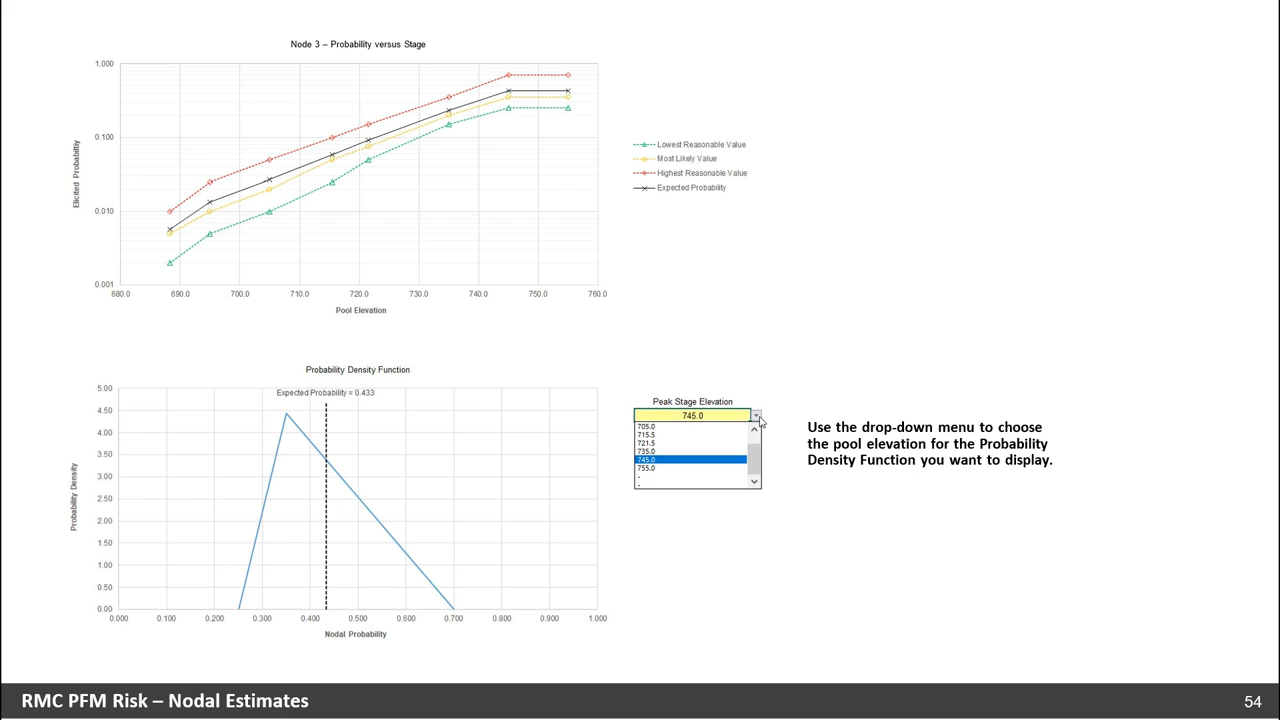 Node 3 – Probability versus Stage
1.000
0.100
0.010
0.001
Elicited Probability
680.0 690.0 700.0 710.0 720.0 730.0 740.0 750.0 760.0
Pool Elevation
Lowest Reasonable Value
Most Likely Value
Highest Reasonable Value
Expected Probability
Probability Density Function
Expected Probability = 0.433
5.00
4.50
4.00
3.50
3.00
2.50
2.00
1.50
1.00
0.50
0.00
Probability Density
0.000 0.100 0.200 0.300 0.400 0.500 0.600 0.700 0.800 0.900 1.000
Nodal Probability
Peak Stage Elevation
745.0
705.0
715.5
721.5
735.0
745.0
755.0
-
-
Use the drop-down menu to choose
the pool elevation for the Probability
Density Function you want to display.
RMC PFM Risk – Nodal Estimates
54